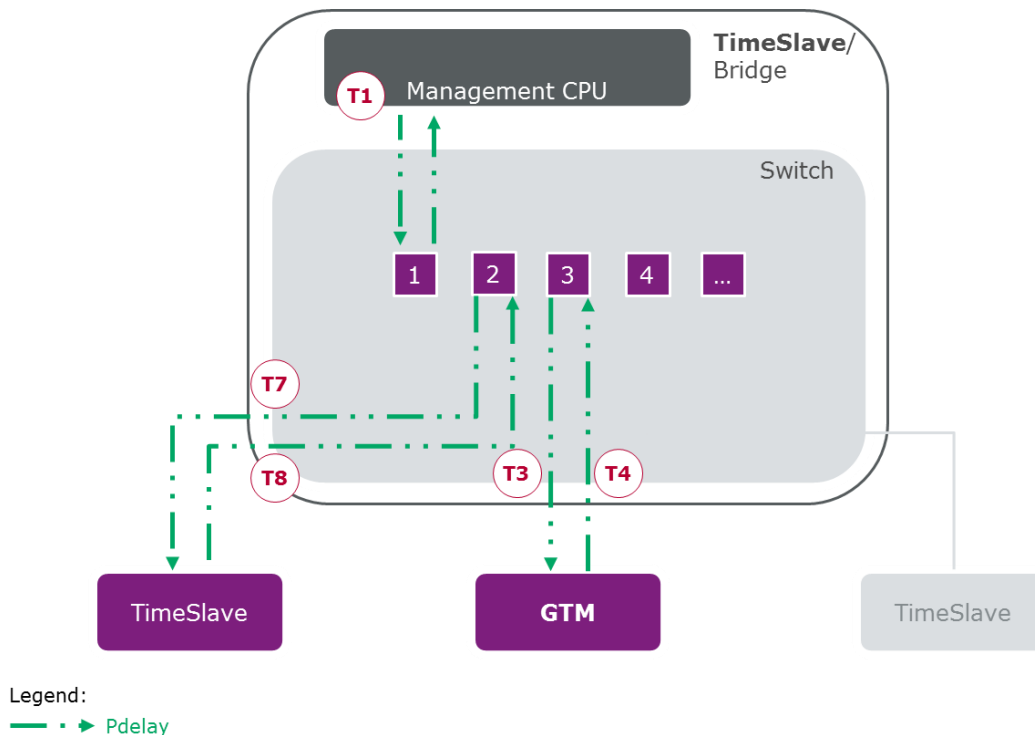 TimeSlave/
Bridge
Management CPU
T1
Switch
1
2
3
4
...
T7
T8
T3
T4
TimeSlave
GTM
TimeSlave
Legend:
Pdelay